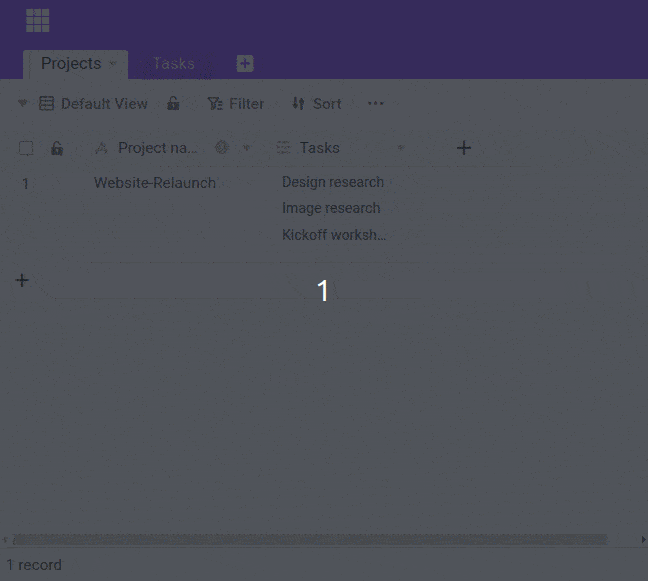 Projects Tasks
Default View Filter Sort
Project na... Tasks
1 Website-Relaunch Design research
Image research
Kickoff worksh...
1
1 record